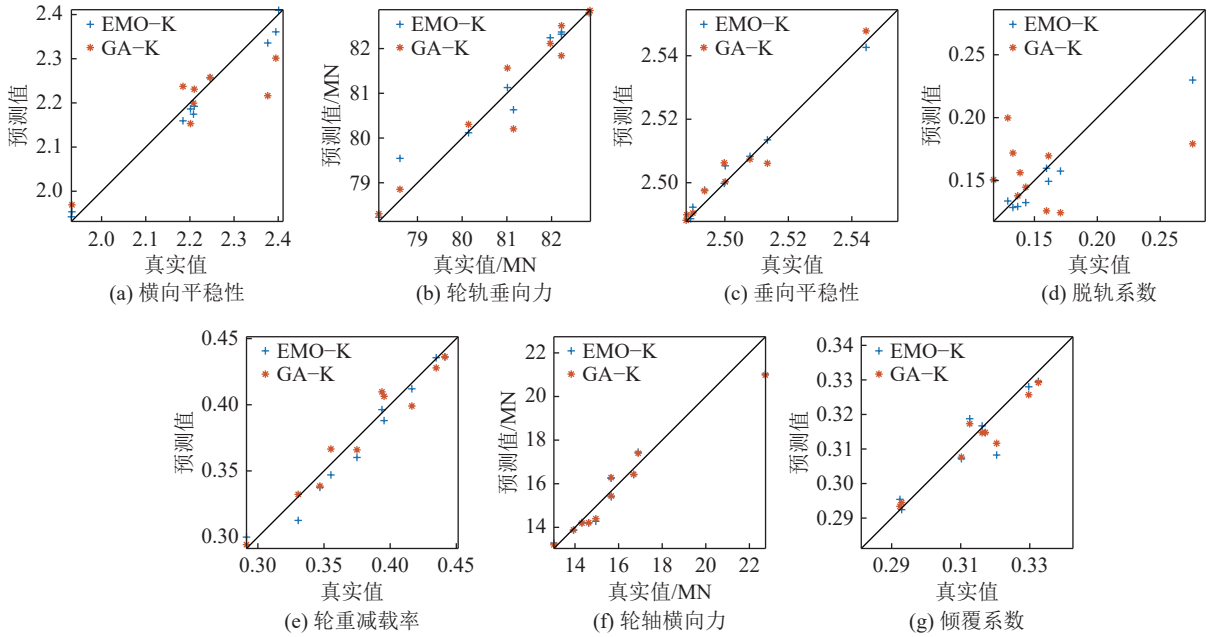 2.4
2.3
2.2
2.1
2.0
预测值
EMO−K
GA−K
2.0 2.1 2.2 2.3 2.4
真实值
(a) 横向平稳性
82
81
80
79
预测值/MN
EMO−K
GA−K
79 80 81 82
真实值/MN
(b) 轮轨垂向力
2.54
2.52
2.50
预测值
EMO−K
GA−K
2.50 2.52 2.54
真实值
(c) 垂向平稳性
0.25
0.20
0.15
预测值
EMO−K
GA−K
0.15 0.20 0.25
真实值
(d) 脱轨系数
0.45
0.40
0.35
0.30
预测值
EMO−K
GA−K
0.30 0.35 0.40 0.45
真实值
(e) 轮重减载率
22
20
18
16
14
预测值/MN
EMO−K
GA−K
14 16 18 20 22
真实值/MN
(f) 轮轴横向力
0.34
0.33
0.32
0.31
0.30
0.29
预测值
EMO−K
GA−K
0.29 0.31 0.33
真实值
(g) 倾覆系数